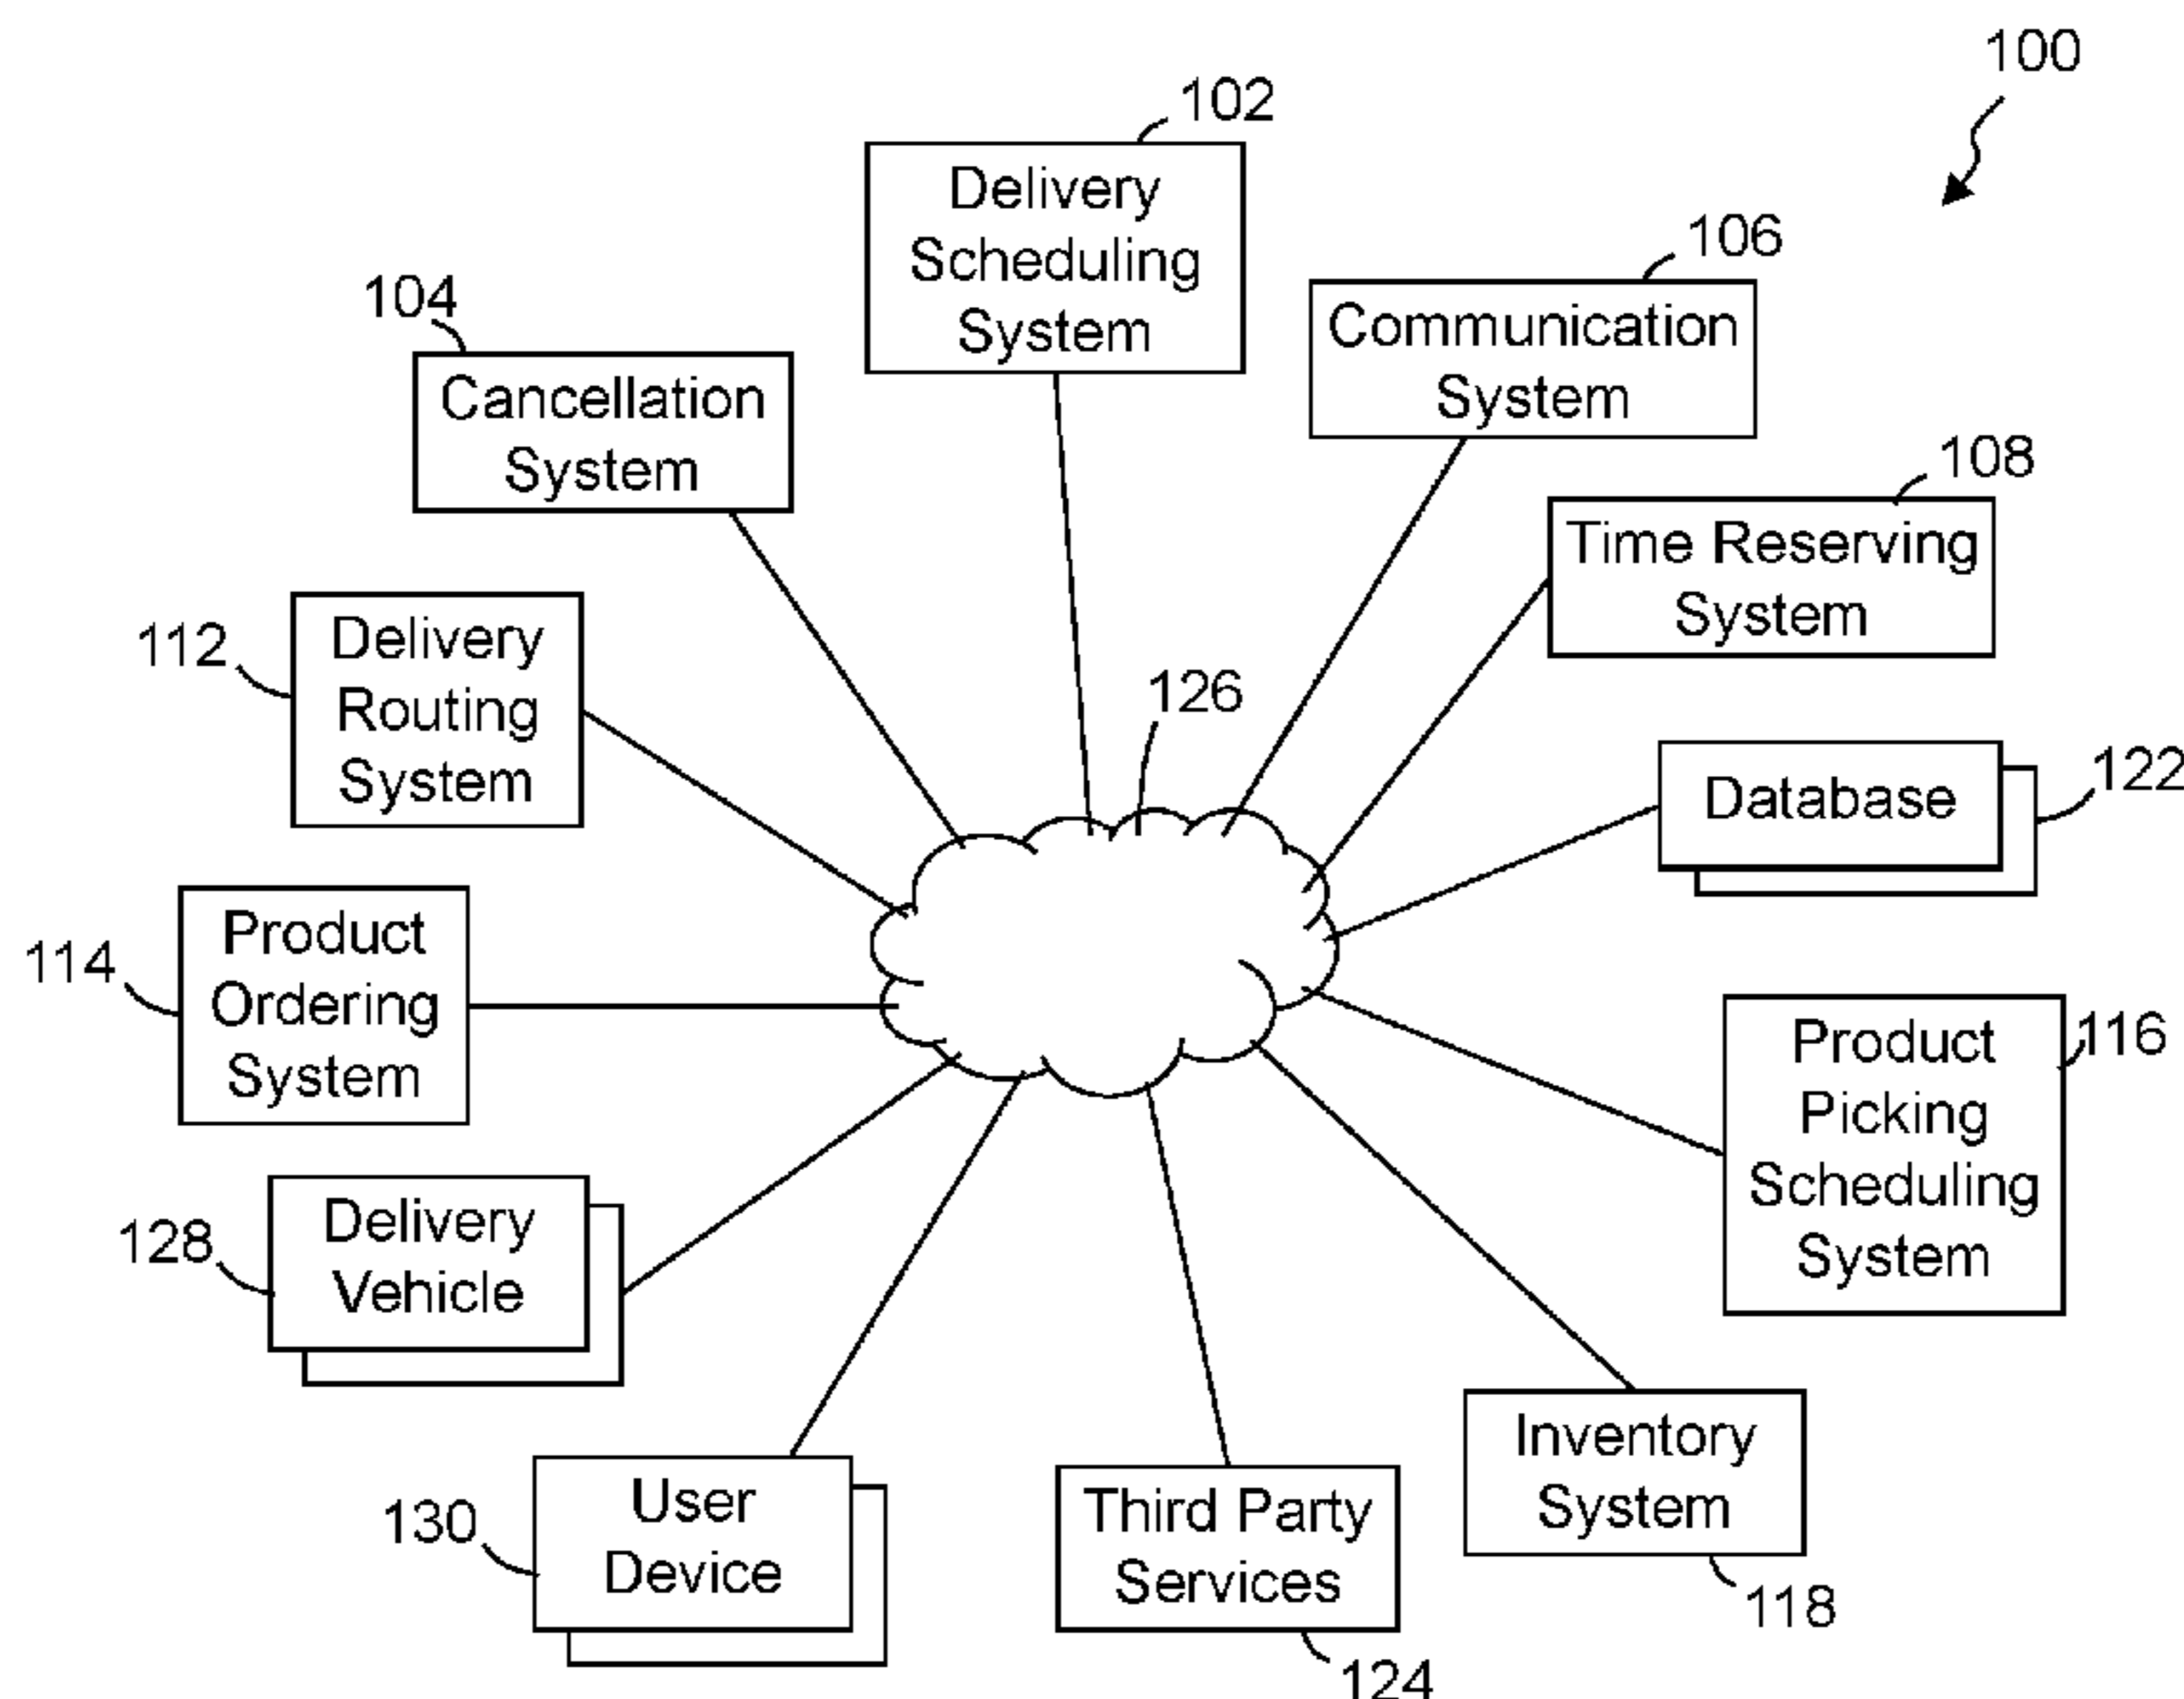 100
102
Delivery
Scheduling
System
106
Communication
System
104
Cancellation
System
108
Time Reserving
System
112
Delivery
Routing
System
126
Database
122
114
Product
Ordering
System
116
Product
Picking
Scheduling
System
128
Delivery
Vehicle
130
User
Device
Third Party
Services
124
Inventory
System
118